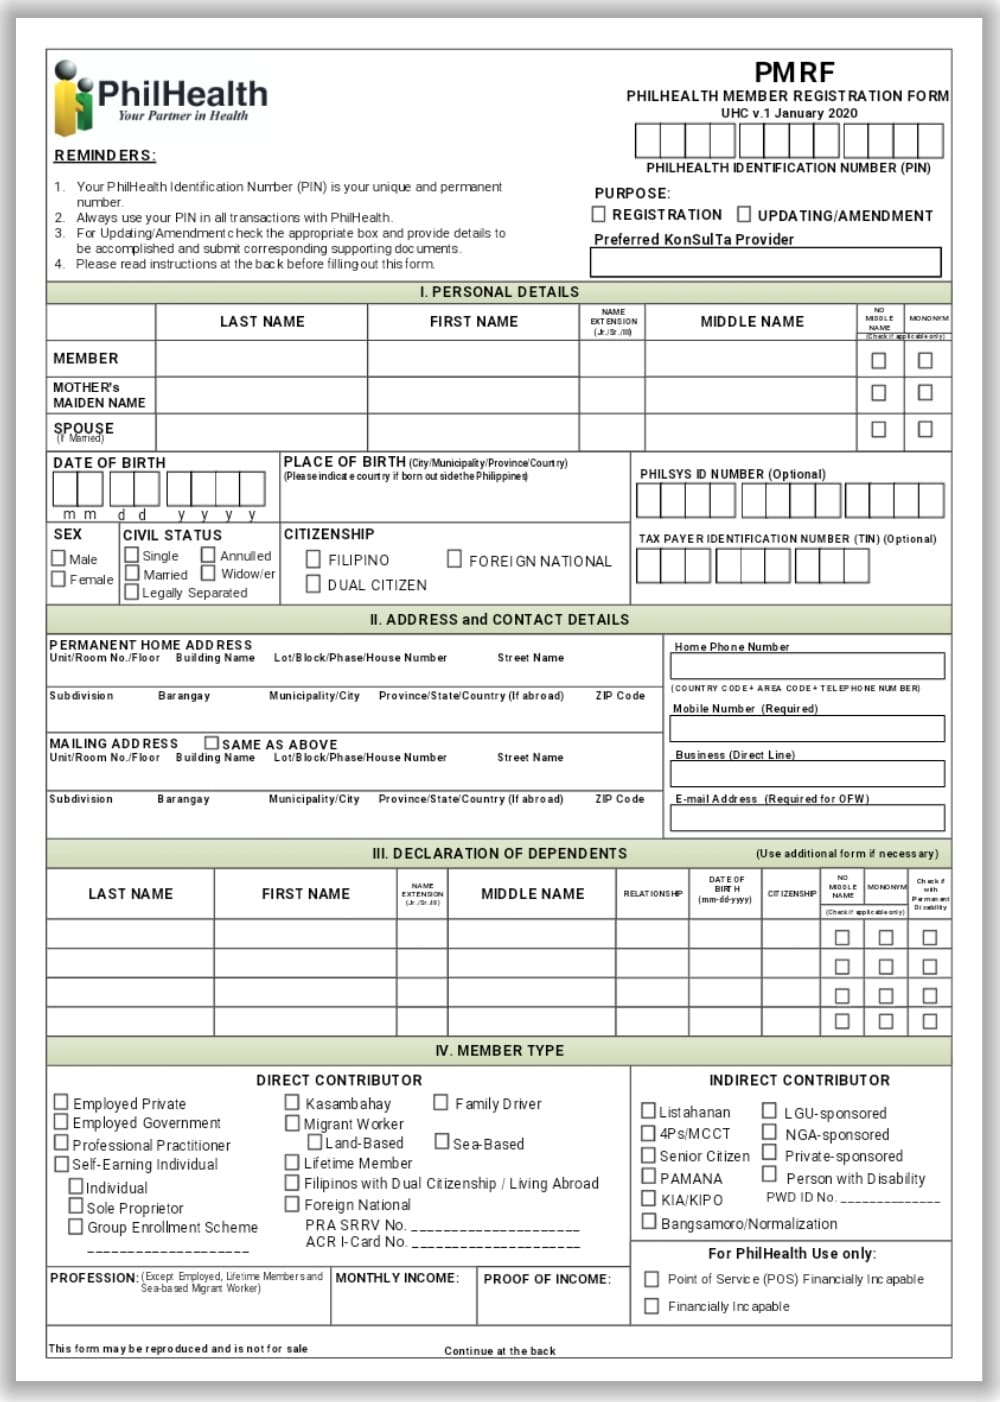 PhilHealth
Your Partner in Health
PMRF
PHILHEALTH MEMBER REGISTRATION FORM
UHC v.1 January 2020
PHILHEALTH IDENTIFICATION NUMBER (PIN)
REMINDERS:
1. Your PhilHealth Identification Number (PIN) is your unique and permanent
number.
2. Always use your PIN in all transactions with PhilHealth.
3. For Updating/Amendment check the appropriate box and provide details to
be accomplished and submit corresponding supporting documents.
4. Please read instructions at the back before filling-out this form.
PURPOSE:
REGISTRATION UPDATING/AMENDMENT
Preferred KonSulTa Provider
I. PERSONAL DETAILS
LAST NAME FIRST NAME NAME EXTENSION (Jr./Sr./III) MIDDLE NAME NO MIDDLE NAME MONONYM
(Check if applicable only)
MEMBER
MOTHER's
MAIDEN NAME
SPOUSE
(If Married)
DATE OF BIRTH
m m d d y y y y
PLACE OF BIRTH (City/Municipality/Province/Country)
(Please indicate country if born outside the Philippines)
PHILSYS ID NUMBER (Optional)
SEX
Male
Female
CIVIL STATUS
Single Annulled
Married Widow/er
Legally Separated
CITIZENSHIP
FILIPINO FOREIGN NATIONAL
DUAL CITIZEN
TAX PAYER IDENTIFICATION NUMBER (TIN) (Optional)
II. ADDRESS and CONTACT DETAILS
PERMANENT HOME ADDRESS
Unit/Room No./Floor Building Name Lot/Block/Phase/House Number Street Name
Subdivision Barangay Municipality/City Province/State/Country (If abroad) ZIP Code
MAILING ADDRESS SAME AS ABOVE
Unit/Room No./Floor Building Name Lot/Block/Phase/House Number Street Name
Subdivision Barangay Municipality/City Province/State/Country (If abroad) ZIP Code
Home Phone Number
(COUNTRY CODE + AREA CODE + TELEPHONE NUMBER)
Mobile Number (Required)
Business (Direct Line)
E-mail Address (Required for OFW)
III. DECLARATION OF DEPENDENTS (Use additional form if necessary)
LAST NAME FIRST NAME NAME EXTENSION (Jr./Sr./III) MIDDLE NAME RELATIONSHIP DATE OF BIRTH (mm-dd-yyyy) CITIZENSHIP NO MIDDLE NAME MONONYM Check if with Permanent Disability
(Check if applicable only)
IV. MEMBER TYPE
DIRECT CONTRIBUTOR
Employed Private
Employed Government
Professional Practitioner
Self-Earning Individual
Individual
Sole Proprietor
Group Enrollment Scheme
____________________
Kasambahay Family Driver
Migrant Worker
Land-Based Sea-Based
Lifetime Member
Filipinos with Dual Citizenship / Living Abroad
Foreign National
PRA SRRV No. _____________________
ACR I-Card No. _____________________
INDIRECT CONTRIBUTOR
Listahanan LGU-sponsored
4Ps/MCCT NGA-sponsored
Senior Citizen Private-sponsored
PAMANA Person with Disability
KIA/KIPO PWD ID No. ______________
Bangsamoro/Normalization
PROFESSION: (Except Employed, Lifetime Members and
Sea-based Migrant Worker)
MONTHLY INCOME:
PROOF OF INCOME:
For PhilHealth Use only:
Point of Service (POS) Financially Incapable
Financially Incapable
This form may be reproduced and is not for sale
Continue at the back